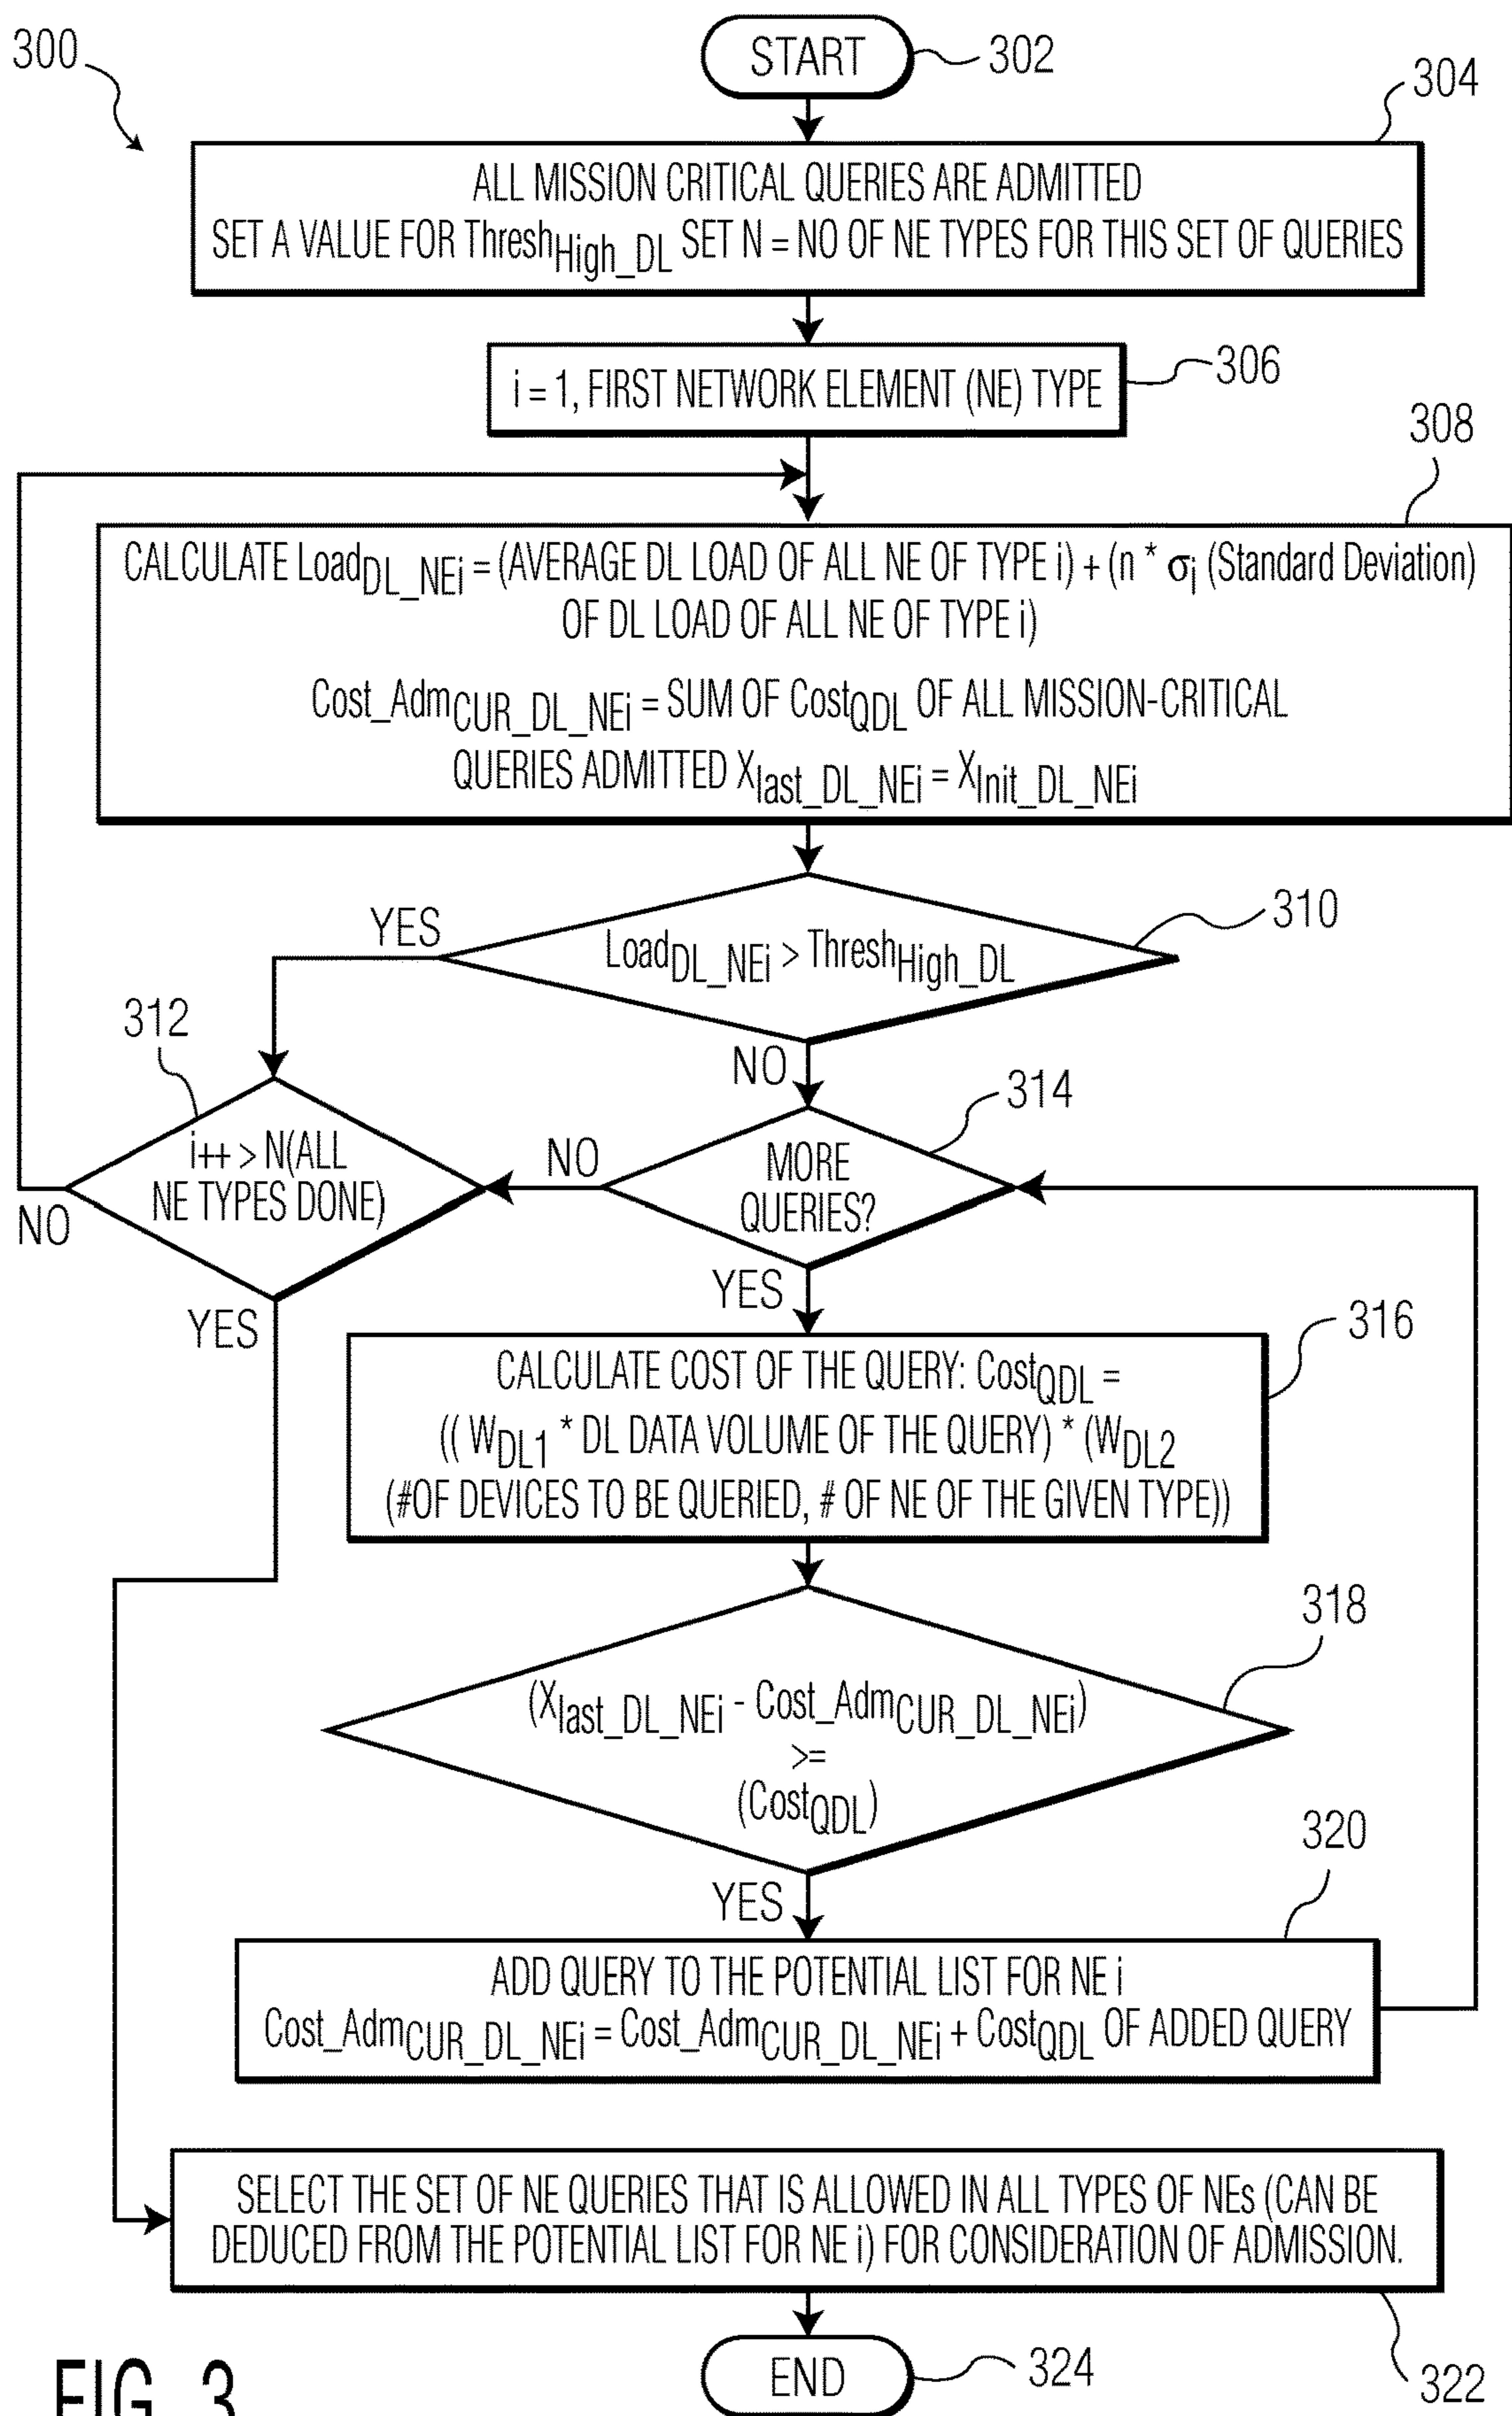 300
START
302
304
ALL MISSION CRITICAL QUERIES ARE ADMITTED
SET A VALUE FOR ThreshHigh_DL SET N = NO OF NE TYPES FOR THIS SET OF QUERIES
i = 1, FIRST NETWORK ELEMENT (NE) TYPE
306
308
CALCULATE LoadDL_NEi = (AVERAGE DL LOAD OF ALL NE OF TYPE i) + (n * σi (Standard Deviation)
OF DL LOAD OF ALL NE OF TYPE i)
Cost_AdmCUR_DL_NEi = SUM OF CostQDL OF ALL MISSION-CRITICAL
QUERIES ADMITTED Xlast_DL_NEi = XInit_DL_NEi
310
YES
LoadDL_NEi > ThreshHigh_DL
312
NO
314
i++ > N(ALL
NE TYPES DONE)
NO
MORE
QUERIES?
NO
YES
YES
316
CALCULATE COST OF THE QUERY: CostQDL =
(( WDL1 * DL DATA VOLUME OF THE QUERY) * (WDL2
(#OF DEVICES TO BE QUERIED, # OF NE OF THE GIVEN TYPE))
318
(Xlast_DL_NEi - Cost_AdmCUR_DL_NEi)
>=
(CostQDL)
320
YES
ADD QUERY TO THE POTENTIAL LIST FOR NE i
Cost_AdmCUR_DL_NEi = Cost_AdmCUR_DL_NEi + CostQDL OF ADDED QUERY
SELECT THE SET OF NE QUERIES THAT IS ALLOWED IN ALL TYPES OF NEs (CAN BE
DEDUCED FROM THE POTENTIAL LIST FOR NE i) FOR CONSIDERATION OF ADMISSION.
322
END
324
FIG. 3